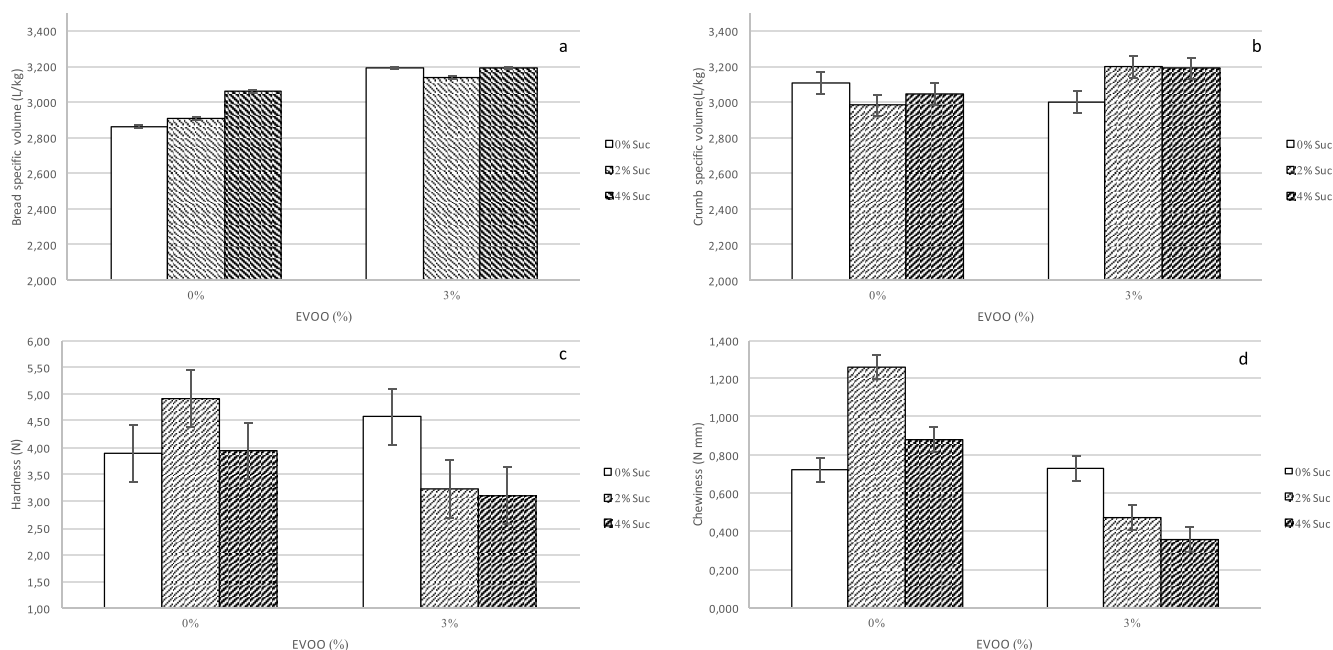 a
Bread specific volume (L/kg)
3,400
3,200
3,000
2,800
2,600
2,400
2,200
2,000
0%
3%
EVOO (%)
0% Suc
2% Suc
4% Suc
b
Crumb specific volume(L/kg)
3,400
3,200
3,000
2,800
2,600
2,400
2,200
2,000
0%
3%
EVOO (%)
0% Suc
2% Suc
4% Suc
c
Hardness (N)
6,00
5,50
5,00
4,50
4,00
3,50
3,00
2,50
2,00
1,50
1,00
0%
3%
EVOO (%)
0% Suc
2% Suc
4% Suc
d
Chewiness (N mm)
1,400
1,200
1,000
0,800
0,600
0,400
0,200
0,000
0%
3%
EVOO (%)
0% Suc
2% Suc
4% Suc